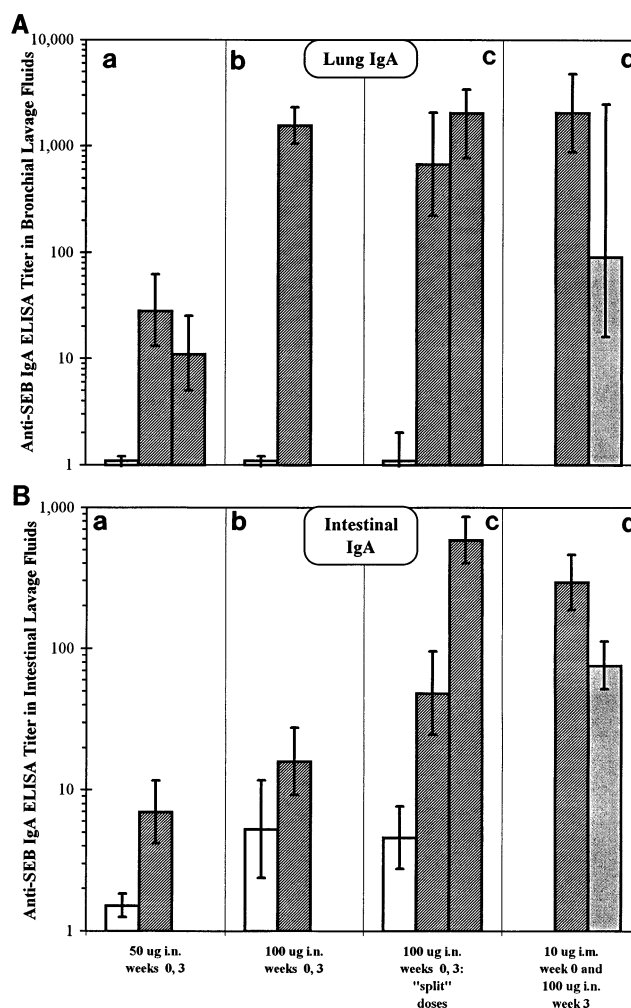 A
Anti-SEB IgA ELISA Titer in Bronchial Lavage Fluids
10,000
1,000
100
10
1
a
b
Lung IgA
c
d
B
Anti-SEB IgA ELISA Titer in Intestinal Lavage Fluids
1,000
100
10
1
a
b
Intestinal
IgA
c
d
50 ug i.n.
weeks 0, 3
100 ug i.n.
weeks 0, 3
100 ug i.n.
weeks 0, 3:
"split"
doses
10 ug i.m.
week 0 and
100 ug i.n.
week 3